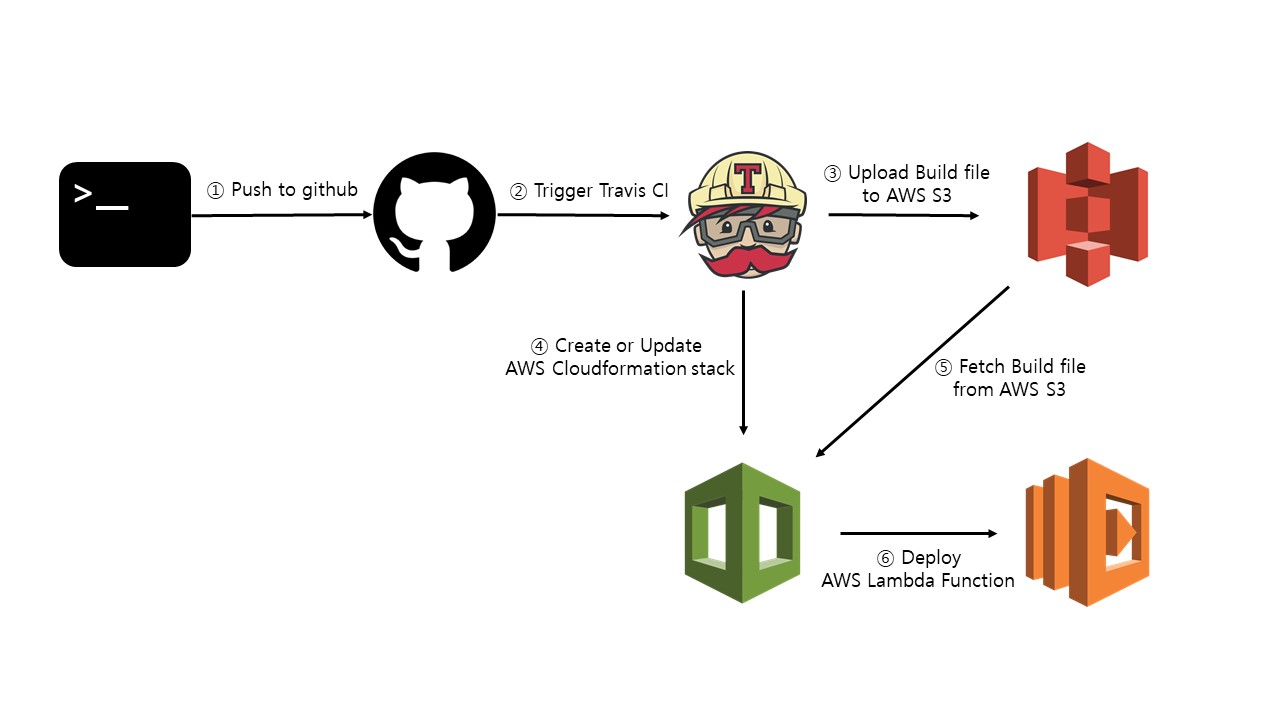 >_
① Push to github
② Trigger Travis CI
T
③ Upload Build file
to AWS S3
④ Create or Update
AWS Cloudformation stack
⑤ Fetch Build file
from AWS S3
⑥ Deploy
AWS Lambda Function